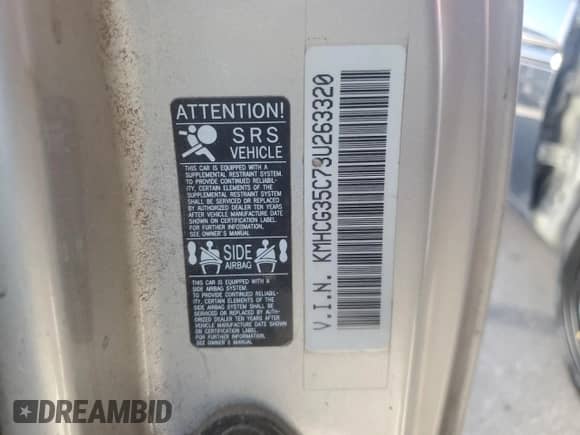 ATTENTION!
SRS
VEHICLE
THIS CAR IS EQUIPPED WITH A
SUPPLEMENTAL RESTRAINT SYSTEM.
TO PROVIDE CONTINUED RELIABIL-
ITY, CERTAIN ELEMENTS OF THE
SUPPLEMENTAL RESTRAINT SYSTEM
SHALL BE SERVICED OR REPLACED
BY AUTHORIZED DEALER TEN YEARS
AFTER VEHICLE MANUFACTURE DATE
SHOWN ON CERTIFICATION LABEL.
FOR FURTHER INFORMATION,
SEE OWNER'S MANUAL.
SIDE
AIRBAG
THIS CAR IS EQUIPPED WITH A
SIDE AIRBAG SYSTEM.
TO PROVIDE CONTINUED RELIABIL-
ITY, CERTAIN ELEMENTS OF THE
SIDE AIRBAG SYSTEM SHALL BE
SERVICED OR REPLACED BY AUTH-
ORIZED DEALER TEN YEARS AFTER
VEHICLE MANUFACTURE DATE SHOWN
ON CERTIFICATION LABEL.
FOR FURTHER INFORMATION,
SEE OWNER'S MANUAL.
V.I.N. KMHCG35C73U263320
DREAMBID